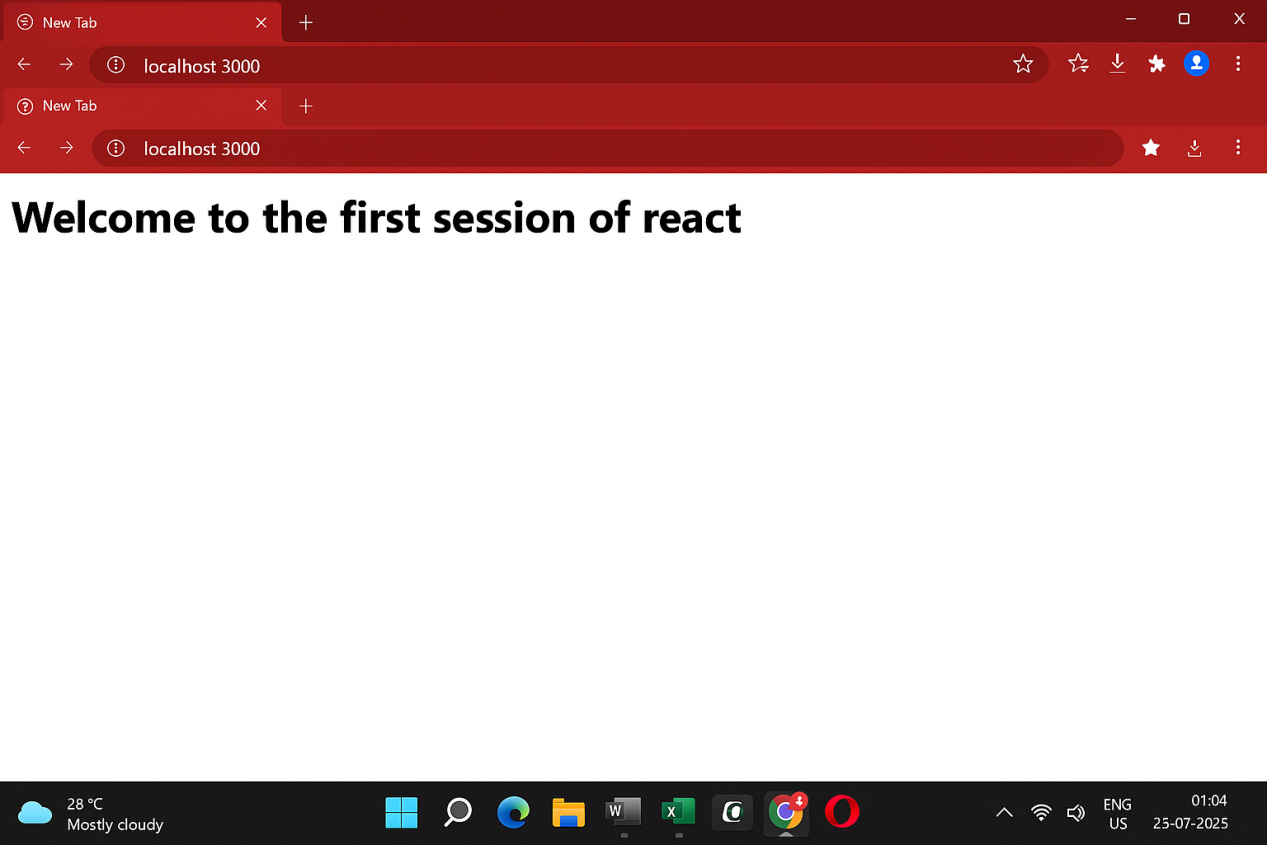 New Tab
localhost 3000
New Tab
localhost 3000
Welcome to the first session of react
28 °C
Mostly cloudy
W
X
ENG
US
01:04
25-07-2025